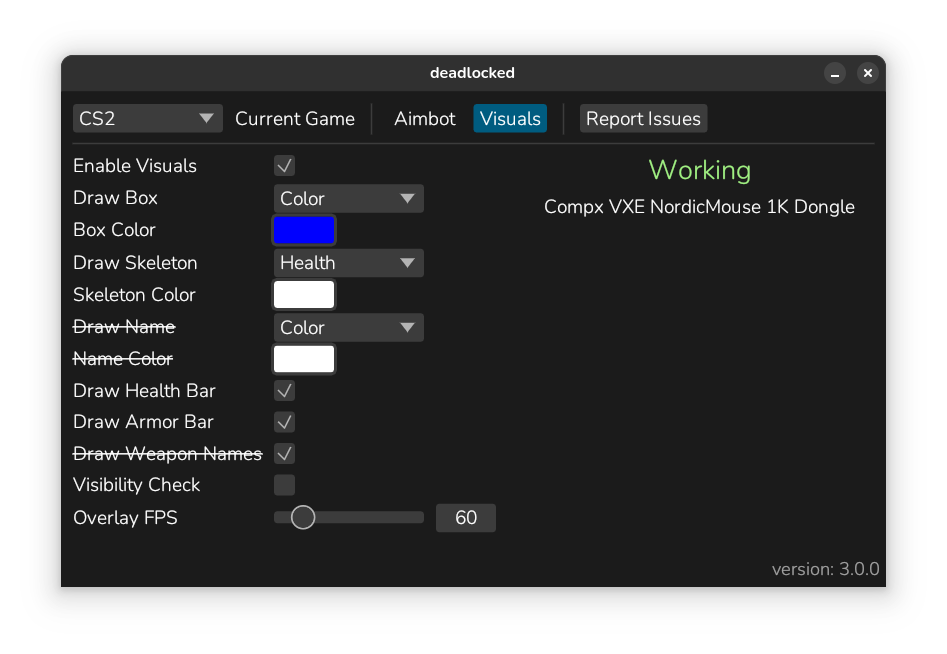 deadlocked
CS2 Current Game Aimbot Visuals Report Issues
Enable Visuals
Draw Box Color
Box Color
Draw Skeleton Health
Skeleton Color
Draw Name Color
Name Color
Draw Health Bar
Draw Armor Bar
Draw Weapon Names
Visibility Check
Overlay FPS 60
Working
Compx VXE NordicMouse 1K Dongle
version: 3.0.0